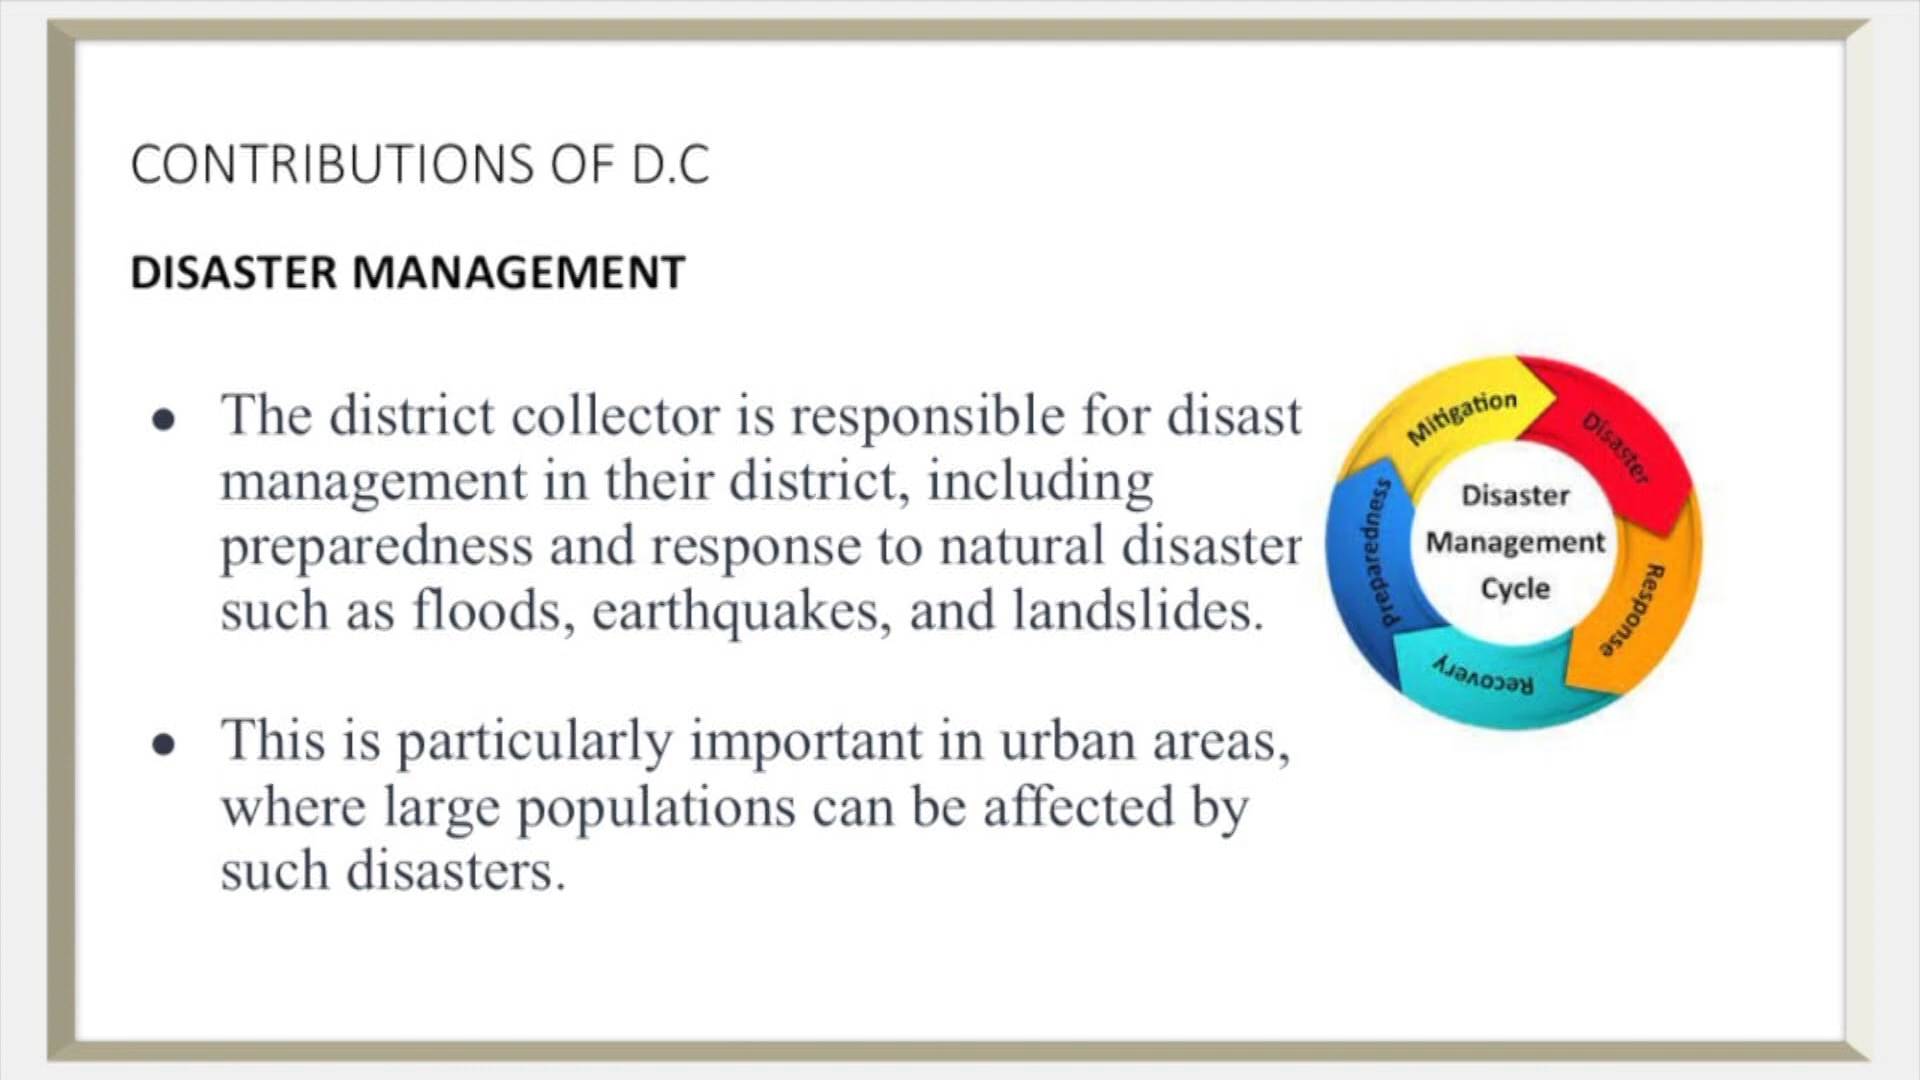 CONTRIBUTIONS OF D.C
DISASTER MANAGEMENT
● The district collector is responsible for disast
management in their district, including
preparedness and response to natural disaster
such as floods, earthquakes, and landslides.
● This is particularly important in urban areas,
where large populations can be affected by
such disasters.
Mitigation
Disaster
Response
Recovery
Preparedness
Disaster
Management
Cycle